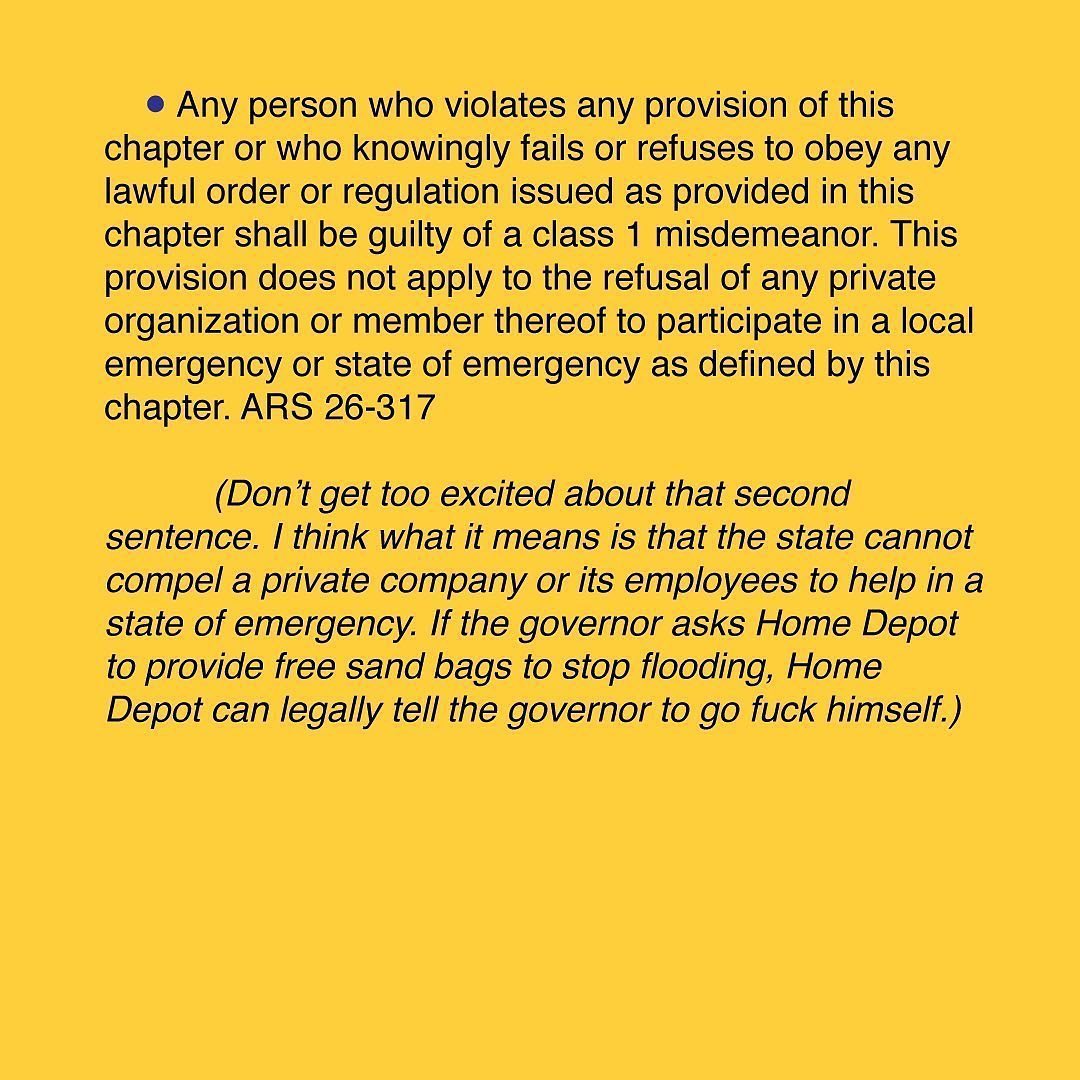 • Any person who violates any provision of this
chapter or who knowingly fails or refuses to obey any
lawful order or regulation issued as provided in this
chapter shall be guilty of a class 1 misdemeanor. This
provision does not apply to the refusal of any private
organization or member thereof to participate in a local
emergency or state of emergency as defined by this
chapter. ARS 26-317
(Don’t get too excited about that second
sentence. I think what it means is that the state cannot
compel a private company or its employees to help in a
state of emergency. If the governor asks Home Depot
to provide free sand bags to stop flooding, Home
Depot can legally tell the governor to go fuck himself.)